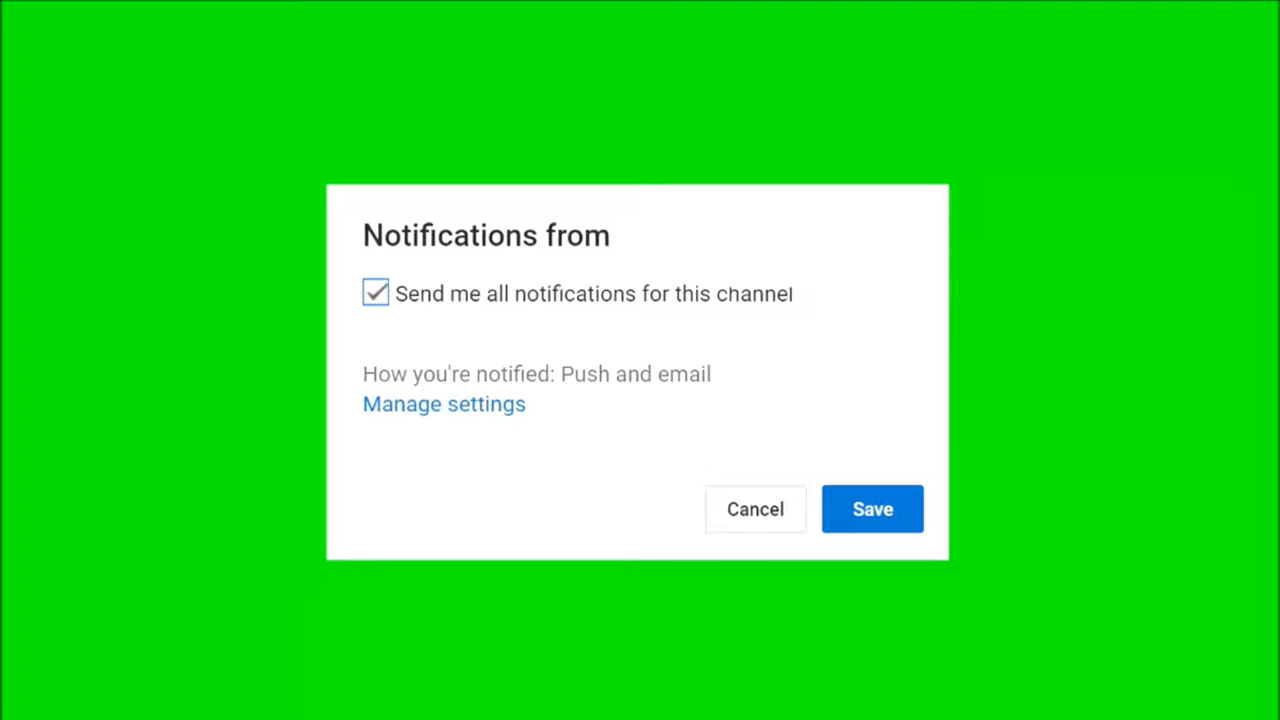 Notifications from
Send me all notifications for this channel
How you're notified: Push and email
Manage settings
Cancel
Save